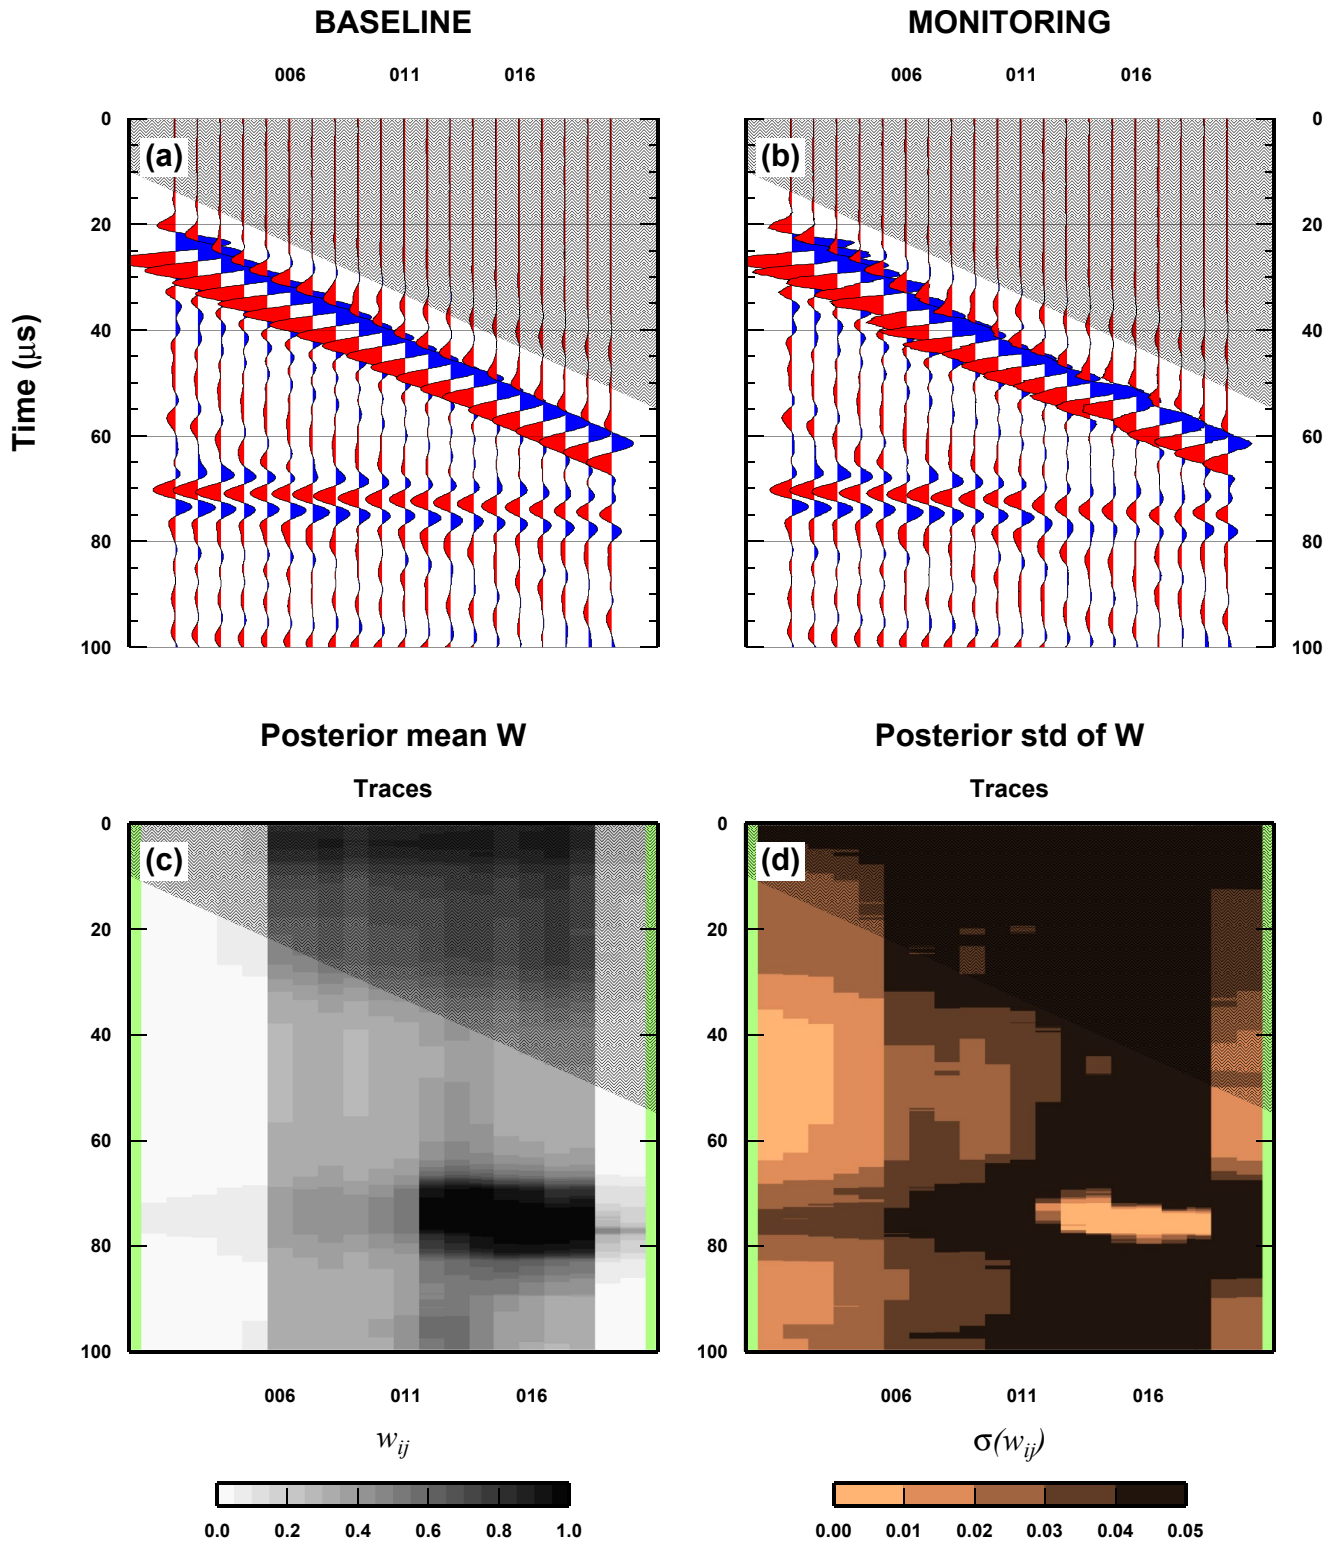 BASELINE MONITORING
006 011 016 006 011 016
0 0
(a) (b)
20 20
40 40
Time (μs)
60 60
80 80
100 100
Posterior mean W Posterior std of W
Traces Traces
0 0
(c) (d)
20 20
40 40
60 60
80 80
100 100
006 011 016 006 011 016
w_ij σ(w_ij)
0.0 0.2 0.4 0.6 0.8 1.0 0.00 0.01 0.02 0.03 0.04 0.05